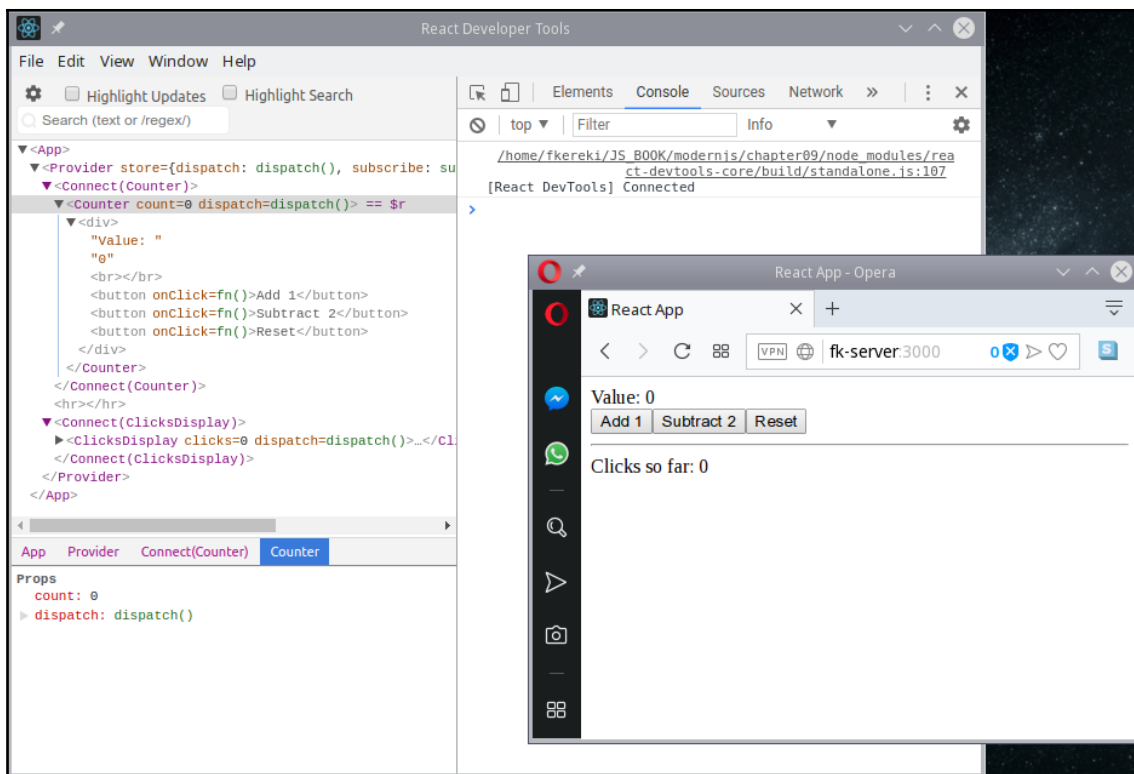 React Developer Tools
File Edit View Window Help
Highlight Updates Highlight Search
Search (text or /regex/)
▼<App>
▼<Provider store={dispatch: dispatch(), subscribe: su
▼<Connect(Counter)>
▼<Counter count=0 dispatch=dispatch()> == $r
▼<div>
"Value: "
"0"
<br></br>
<button onClick=fn()>Add 1</button>
<button onClick=fn()>Subtract 2</button>
<button onClick=fn()>Reset</button>
</div>
</Counter>
</Connect(Counter)>
<hr></hr>
▼<Connect(ClicksDisplay)>
▶<ClicksDisplay clicks=0 dispatch=dispatch()>…</Cl
</Connect(ClicksDisplay)>
</Provider>
</App>
App Provider Connect(Counter) Counter
Props
count: 0
▶ dispatch: dispatch()
Elements Console Sources Network »
top ▼ Filter Info ▼
/home/fkereki/JS_BOOK/modernjs/chapter09/node_modules/rea
ct-devtools-core/build/standalone.js:107
[React DevTools] Connected
>
React App - Opera
React App
VPN fk-server:3000 0 S
Value: 0
Add 1 Subtract 2 Reset
Clicks so far: 0